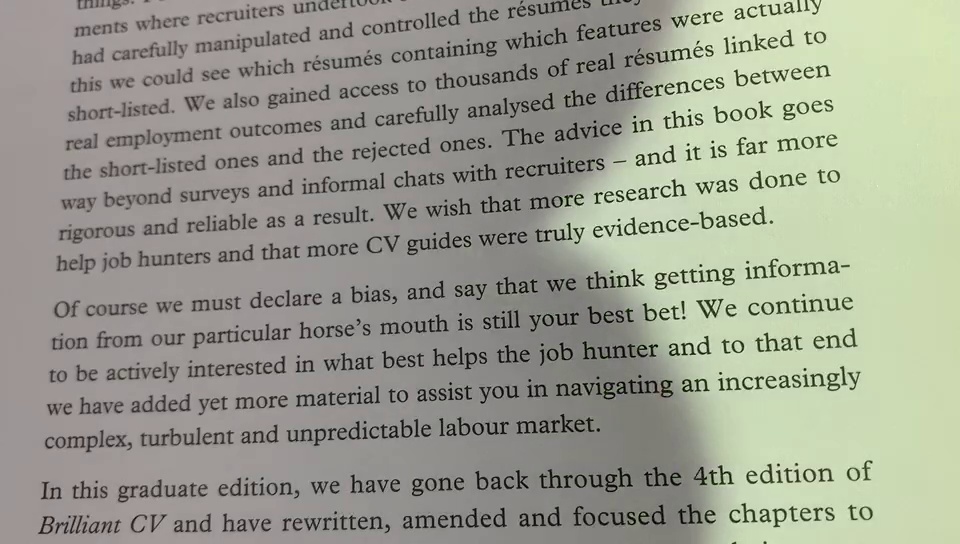 things.
ments where recruiters undertook
had carefully manipulated and controlled the résumés they
this we could see which résumés containing which features were actually
short-listed. We also gained access to thousands of real résumés linked to
real employment outcomes and carefully analysed the differences between
the short-listed ones and the rejected ones. The advice in this book goes
way beyond surveys and informal chats with recruiters – and it is far more
rigorous and reliable as a result. We wish that more research was done to
help job hunters and that more CV guides were truly evidence-based.
Of course we must declare a bias, and say that we think getting informa-
tion from our particular horse's mouth is still your best bet! We continue
to be actively interested in what best helps the job hunter and to that end
we have added yet more material to assist you in navigating an increasingly
complex, turbulent and unpredictable labour market.
In this graduate edition, we have gone back through the 4th edition of
Brilliant CV and have rewritten, amended and focused the chapters to